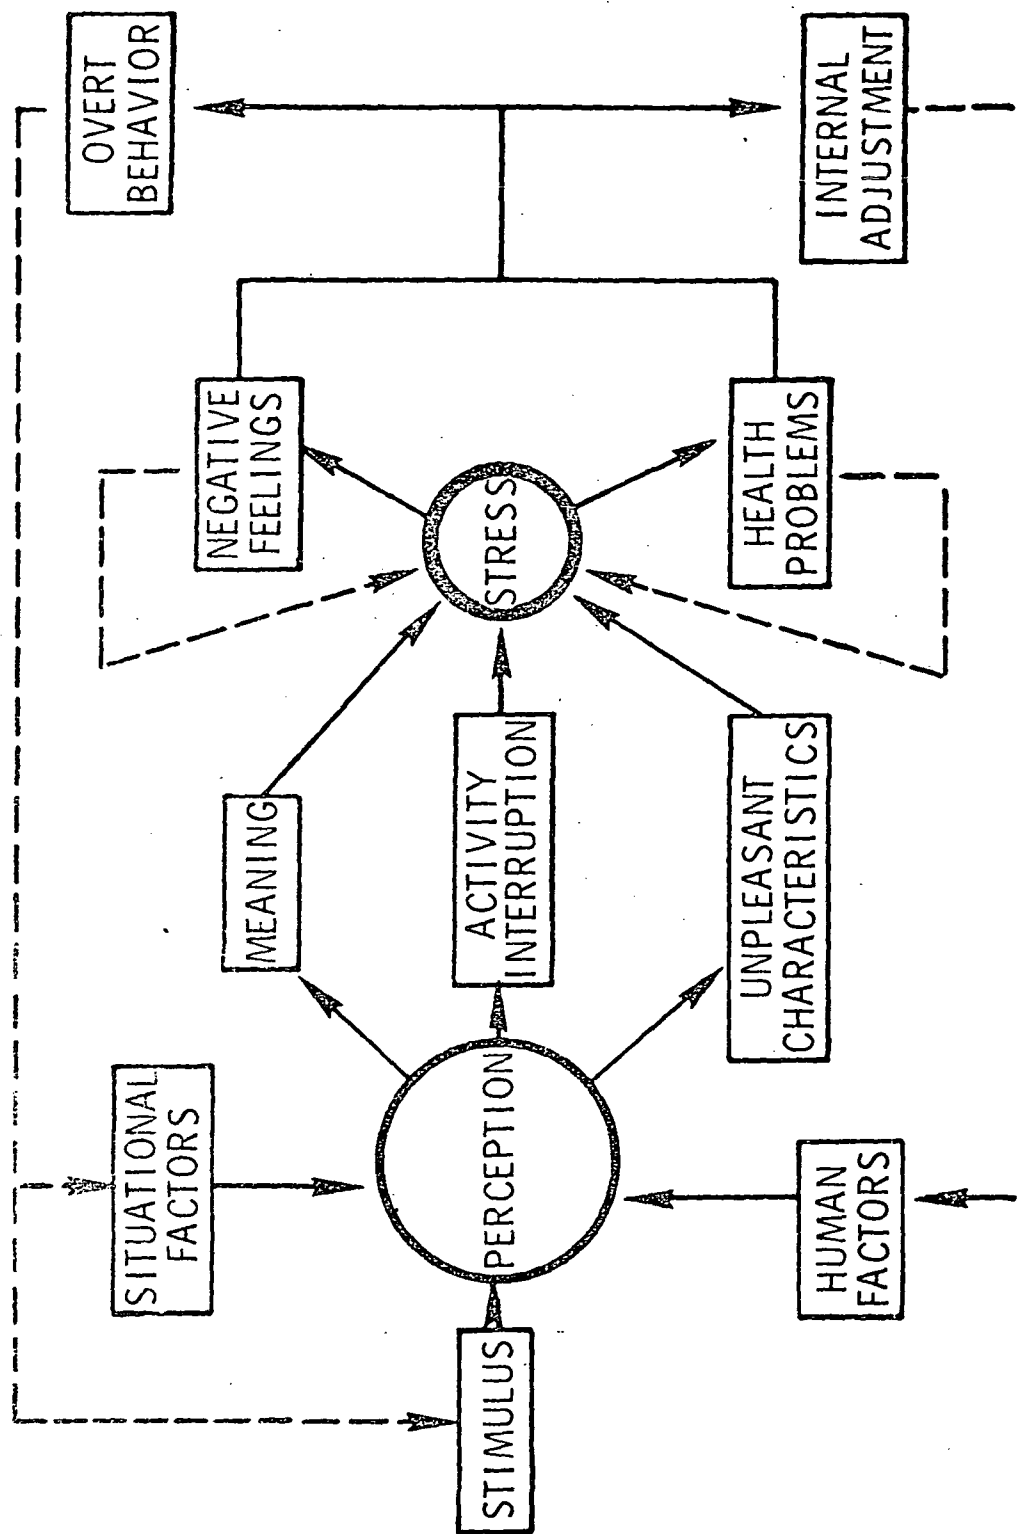 STIMULUS
SITUATIONAL
FACTORS
PERCEPTION
HUMAN
FACTORS
MEANING
ACTIVITY
INTERRUPTION
UNPLEASANT
CHARACTERISTICS
STRESS
NEGATIVE
FEELINGS
HEALTH
PROBLEMS
OVERT
BEHAVIOR
INTERNAL
ADJUSTMENT